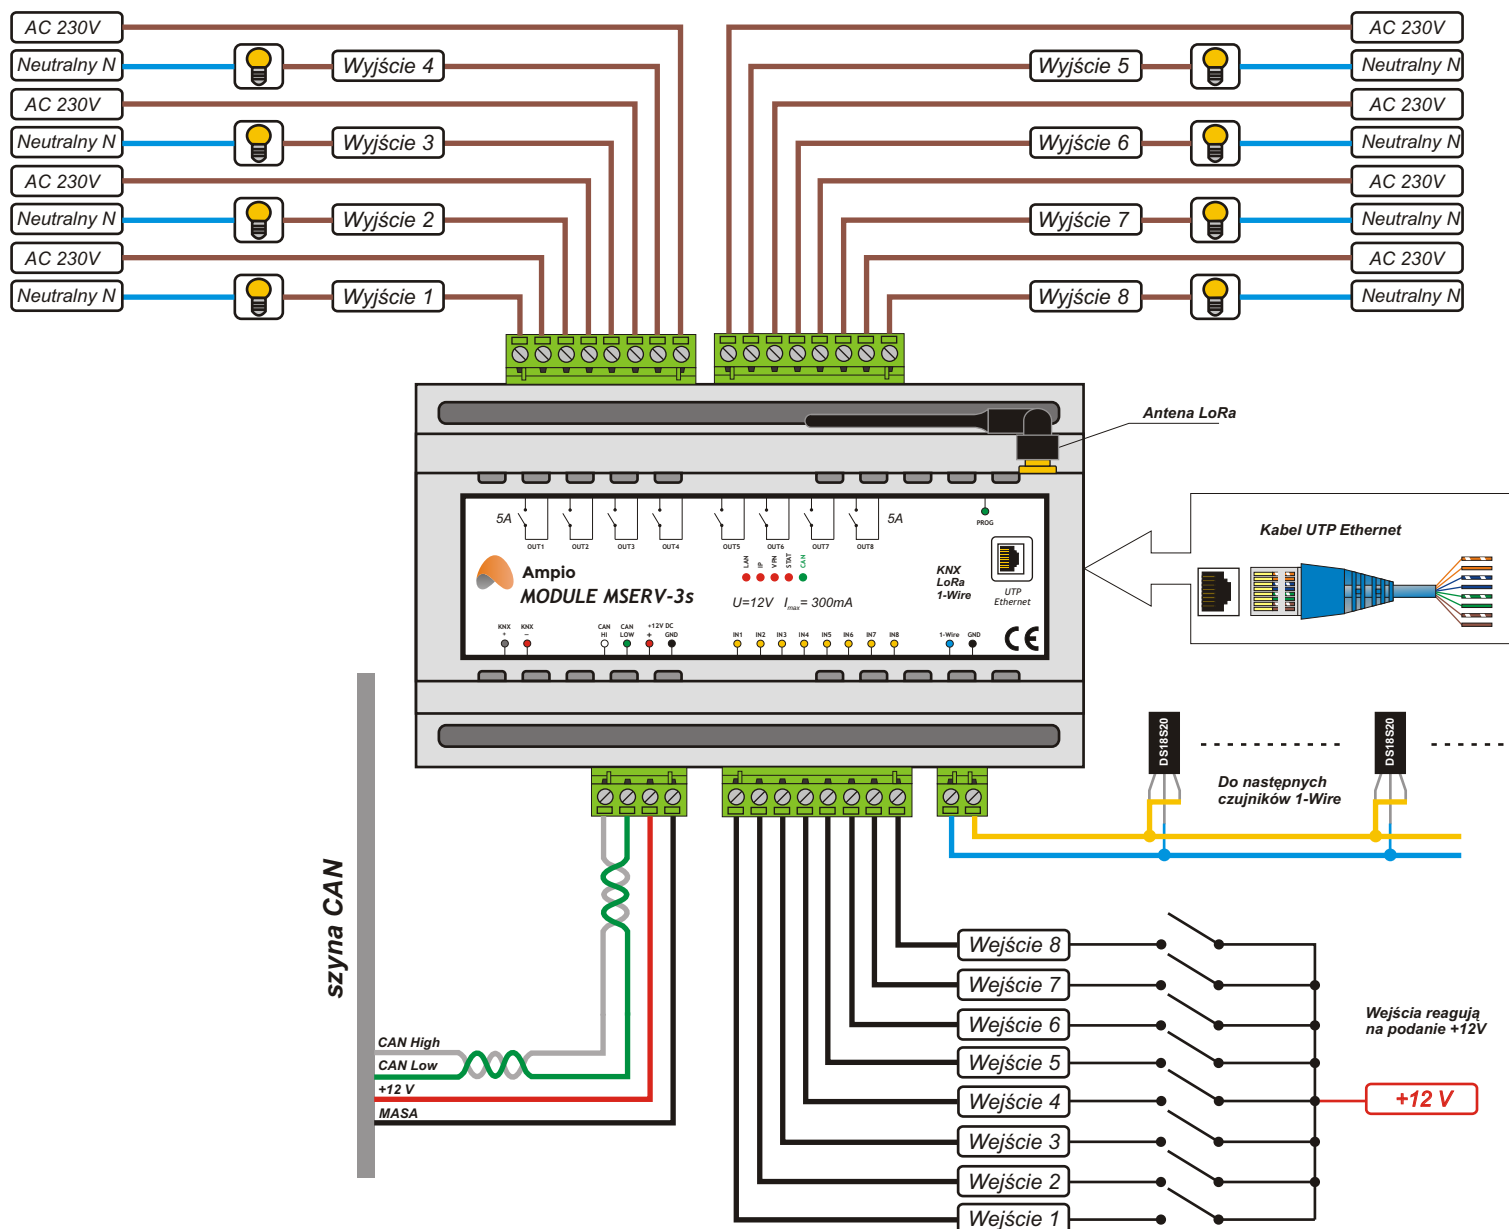 AC 230V
AC 230V
Neutralny N
Wyjście 4
Wyjście 5
Neutralny N
AC 230V
AC 230V
Neutralny N
Wyjście 3
Wyjście 6
Neutralny N
AC 230V
AC 230V
Neutralny N
Wyjście 2
Wyjście 7
Neutralny N
AC 230V
AC 230V
Neutralny N
Wyjście 1
Wyjście 8
Neutralny N
Antena LoRa
5A
5A
PROG
OUT1 OUT2 OUT3 OUT4 OUT5 OUT6 OUT7 OUT8
LAN IP VPN STAT CAN
Ampio
MODULE MSERV-3s
U=12V Imax= 300mA
KNX
LoRa
1-Wire
UTP
Ethernet
Kabel UTP Ethernet
KNX
+
KNX
–
CAN
HI
CAN
LOW
+12V DC
+ GND
IN1 IN2 IN3 IN4 IN5 IN6 IN7 IN8
1-Wire GND
CE
DS18S20
DS18S20
Do następnych
czujników 1-Wire
szyna CAN
CAN High
CAN Low
+12 V
MASA
Wejście 8
Wejście 7
Wejście 6
Wejście 5
Wejście 4
Wejście 3
Wejście 2
Wejście 1
Wejścia reagują
na podanie +12V
+12 V